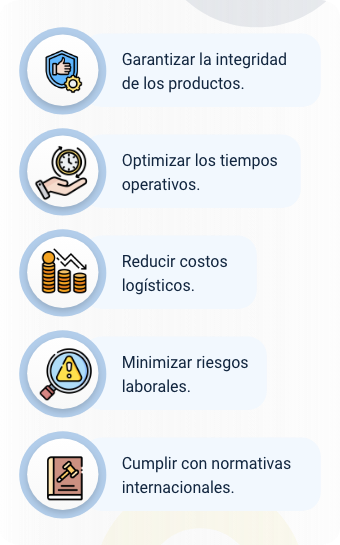 Garantizar la integridad
de los productos.
Optimizar los tiempos
operativos.
Reducir costos
logísticos.
Minimizar riesgos
laborales.
Cumplir con normativas
internacionales.